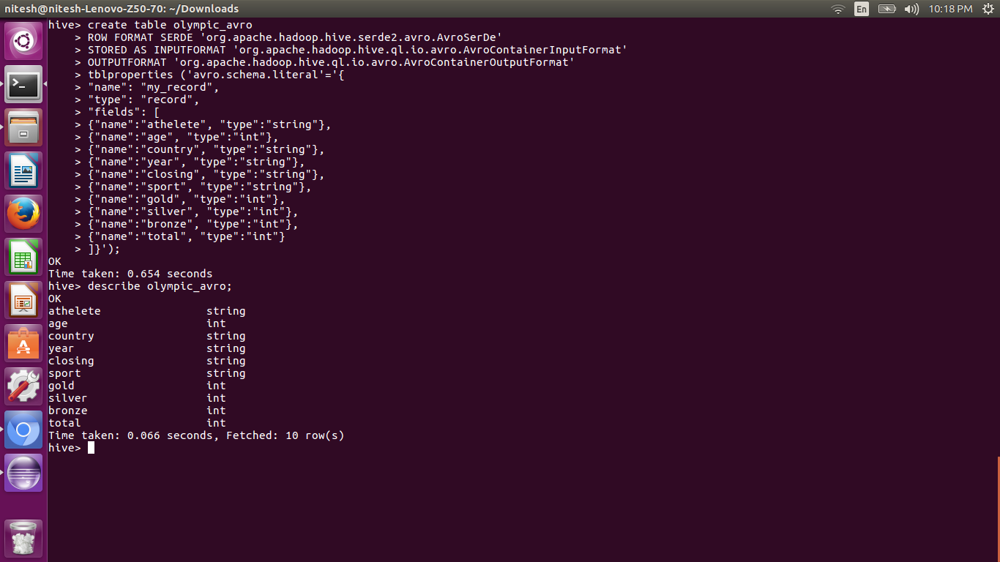 nitesh@nitesh-Lenovo-Z50-70: ~/Downloads
En
10:18 PM
hive> create table olympic_avro
    > ROW FORMAT SERDE 'org.apache.hadoop.hive.serde2.avro.AvroSerDe'
    > STORED AS INPUTFORMAT 'org.apache.hadoop.hive.ql.io.avro.AvroContainerInputFormat'
    > OUTPUTFORMAT 'org.apache.hadoop.hive.ql.io.avro.AvroContainerOutputFormat'
    > tblproperties ('avro.schema.literal'='{
    > "name": "my_record",
    > "type": "record",
    > "fields": [
    > {"name":"athelete", "type":"string"},
    > {"name":"age", "type":"int"},
    > {"name":"country", "type":"string"},
    > {"name":"year", "type":"string"},
    > {"name":"closing", "type":"string"},
    > {"name":"sport", "type":"string"},
    > {"name":"gold", "type":"int"},
    > {"name":"silver", "type":"int"},
    > {"name":"bronze", "type":"int"},
    > {"name":"total", "type":"int"}
    > ]}');
OK
Time taken: 0.654 seconds
hive> describe olympic_avro;
OK
athelete                string
age                     int
country                 string
year                    string
closing                 string
sport                   string
gold                    int
silver                  int
bronze                  int
total                   int
Time taken: 0.066 seconds, Fetched: 10 row(s)
hive>